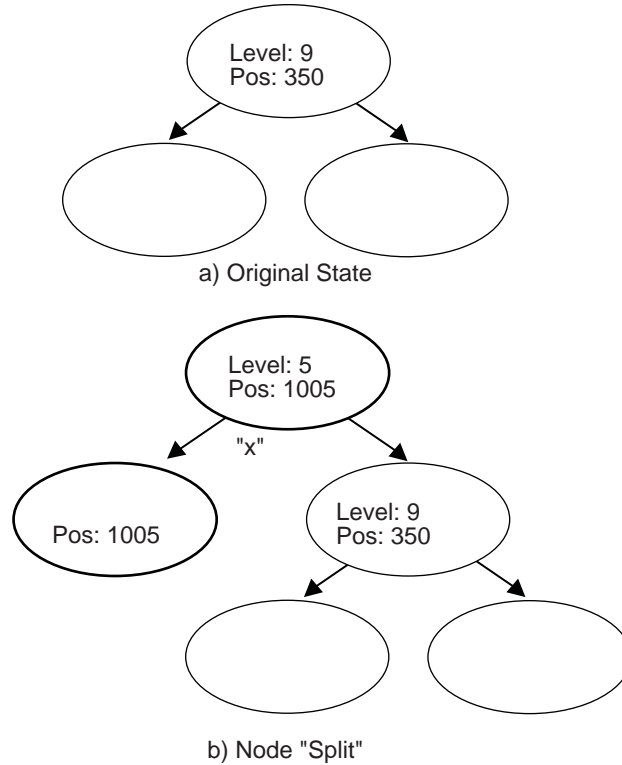 Level: 9
Pos: 350
a) Original State
Level: 5
Pos: 1005
"x"
Pos: 1005
Level: 9
Pos: 350
b) Node "Split"